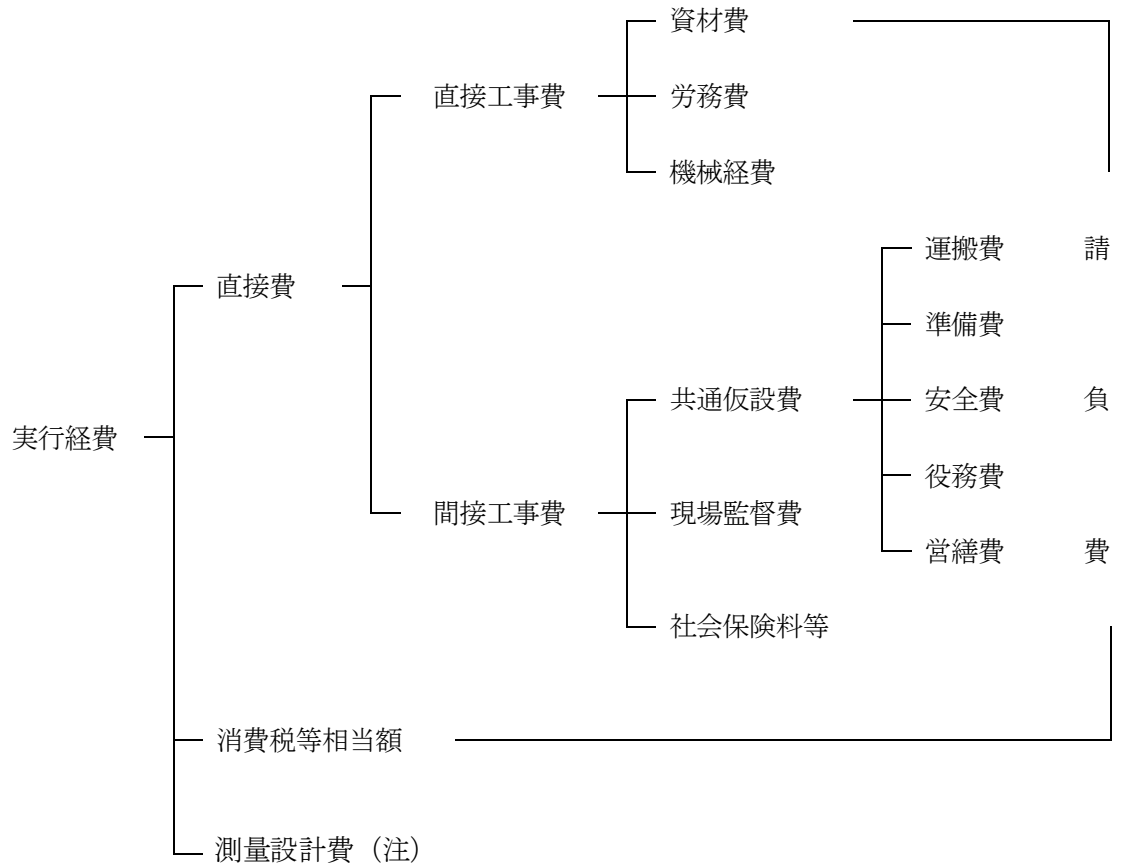 資材費
直接工事費
労務費
機械経費
運搬費
請
直接費
準備費
共通仮設費
安全費
負
実行経費
役務費
間接工事費
現場監督費
営繕費
費
社会保険料等
消費税等相当額
測量設計費（注）